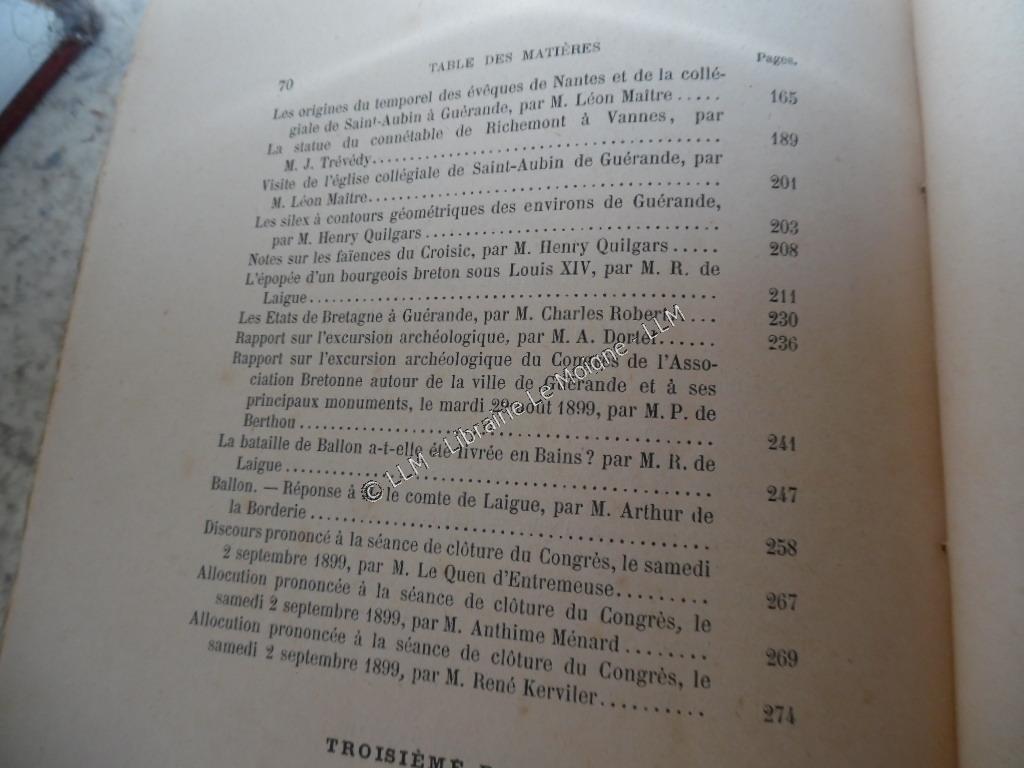 70
TABLE DES MATIÈRES
Pages.
Les origines du temporel des évêques de Nantes et de la collé-
giale de Saint-Aubin à Guérande, par M. Léon Maître ..... 165
La statue du connétable de Richemont à Vannes, par
M. J. Trévédy........................................ 189
Visite de l'église collégiale de Saint-Aubin de Guérande, par
M. Léon Maître........................................ 201
Les silex à contours géométriques des environs de Guérande,
par M. Henry Quilgars ................................ 203
Notes sur les faïences du Croisic, par M. Henry Quilgars ..... 208
L'épopée d'un bourgeois breton sous Louis XIV, par M. R. de
Laigue................................................ 211
Les Etats de Bretagne à Guérande, par M. Charles Robert .... 230
Rapport sur l'excursion archéologique, par M. A. Dortel...... 236
Rapport sur l'excursion archéologique du Congrès de l'Asso-
ciation Bretonne autour de la ville de Guérande et à ses
principaux monuments, le mardi 29 août 1899, par M. P. de
Berthou .............................................. 241
La bataille de Ballon a-t-elle été livrée en Bains ? par M. R. de
Laigue ............................................... 247
Ballon. — Réponse à le comte de Laigue, par M. Arthur de
la Borderie .......................................... 258
Discours prononcé à la séance de clôture du Congrès, le samedi
2 septembre 1899, par M. Le Quen d'Entremeuse......... 267
Allocution prononcée à la séance de clôture du Congrès, le
samedi 2 septembre 1899, par M. Anthime Ménard ........ 269
Allocution prononcée à la séance de clôture du Congrès, le
samedi 2 septembre 1899, par M. René Kerviler........... 274
TROISIÈME
© LLM - Librairie Le Moigne - LLM